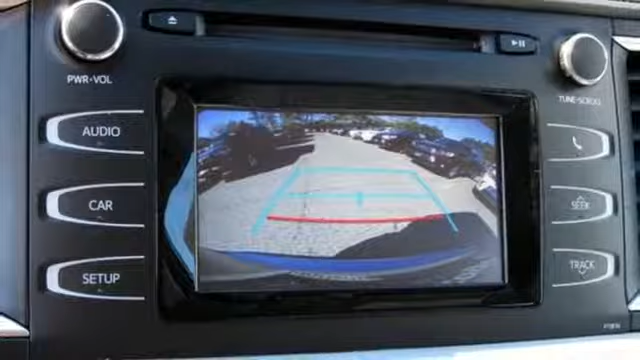 PWR•VOL
TUNE•SCROLL
AUDIO
CAR
SEEK
SETUP
TRACK